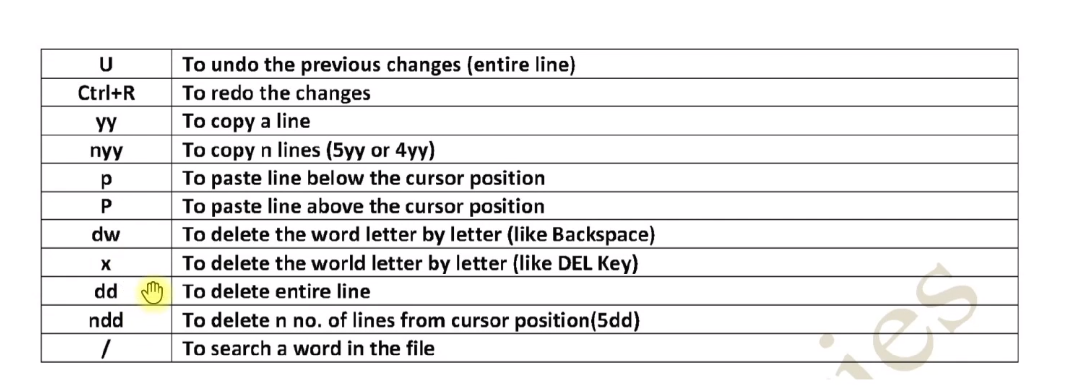 U To undo the previous changes (entire line)
Ctrl+R To redo the changes
yy To copy a line
nyy To copy n lines (5yy or 4yy)
p To paste line below the cursor position
P To paste line above the cursor position
dw To delete the word letter by letter (like Backspace)
x To delete the world letter by letter (like DEL Key)
dd To delete entire line
ndd To delete n no. of lines from cursor position(5dd)
/ To search a word in the file
ies